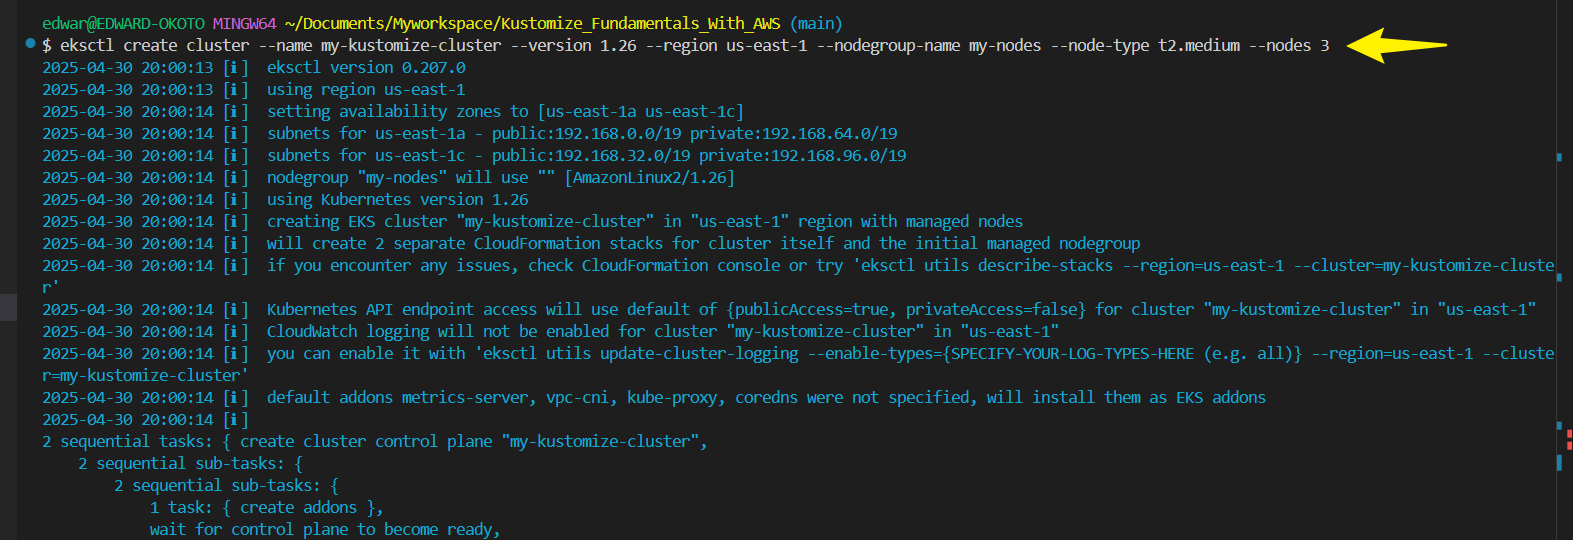 edwar@EDWARD-OKOTO MINGW64 ~/Documents/Myworkspace/Kustomize_Fundamentals_With_AWS (main)
$ eksctl create cluster --name my-kustomize-cluster --version 1.26 --region us-east-1 --nodegroup-name my-nodes --node-type t2.medium --nodes 3
2025-04-30 20:00:13 [ℹ]  eksctl version 0.207.0
2025-04-30 20:00:13 [ℹ]  using region us-east-1
2025-04-30 20:00:14 [ℹ]  setting availability zones to [us-east-1a us-east-1c]
2025-04-30 20:00:14 [ℹ]  subnets for us-east-1a - public:192.168.0.0/19 private:192.168.64.0/19
2025-04-30 20:00:14 [ℹ]  subnets for us-east-1c - public:192.168.32.0/19 private:192.168.96.0/19
2025-04-30 20:00:14 [ℹ]  nodegroup "my-nodes" will use "" [AmazonLinux2/1.26]
2025-04-30 20:00:14 [ℹ]  using Kubernetes version 1.26
2025-04-30 20:00:14 [ℹ]  creating EKS cluster "my-kustomize-cluster" in "us-east-1" region with managed nodes
2025-04-30 20:00:14 [ℹ]  will create 2 separate CloudFormation stacks for cluster itself and the initial managed nodegroup
2025-04-30 20:00:14 [ℹ]  if you encounter any issues, check CloudFormation console or try 'eksctl utils describe-stacks --region=us-east-1 --cluster=my-kustomize-cluste
r'
2025-04-30 20:00:14 [ℹ]  Kubernetes API endpoint access will use default of {publicAccess=true, privateAccess=false} for cluster "my-kustomize-cluster" in "us-east-1"
2025-04-30 20:00:14 [ℹ]  CloudWatch logging will not be enabled for cluster "my-kustomize-cluster" in "us-east-1"
2025-04-30 20:00:14 [ℹ]  you can enable it with 'eksctl utils update-cluster-logging --enable-types={SPECIFY-YOUR-LOG-TYPES-HERE (e.g. all)} --region=us-east-1 --cluste
r=my-kustomize-cluster'
2025-04-30 20:00:14 [ℹ]  default addons metrics-server, vpc-cni, kube-proxy, coredns were not specified, will install them as EKS addons
2025-04-30 20:00:14 [ℹ]
2 sequential tasks: { create cluster control plane "my-kustomize-cluster",
    2 sequential sub-tasks: {
        2 sequential sub-tasks: {
            1 task: { create addons },
            wait for control plane to become ready,